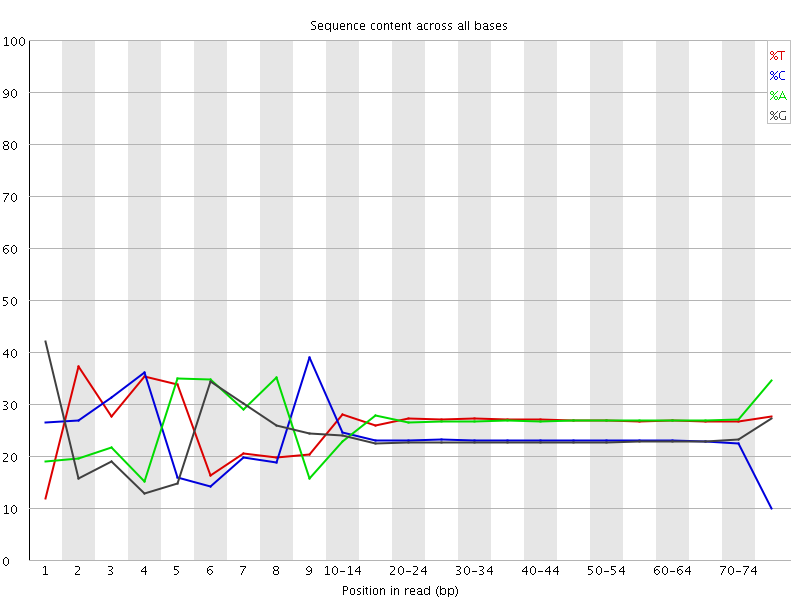 Sequence content across all bases
100
90
80
70
60
50
40
30
20
10
0
%T
%C
%A
%G
1 2 3 4 5 6 7 8 9 10-14 20-24 30-34 40-44 50-54 60-64 70-74
Position in read (bp)